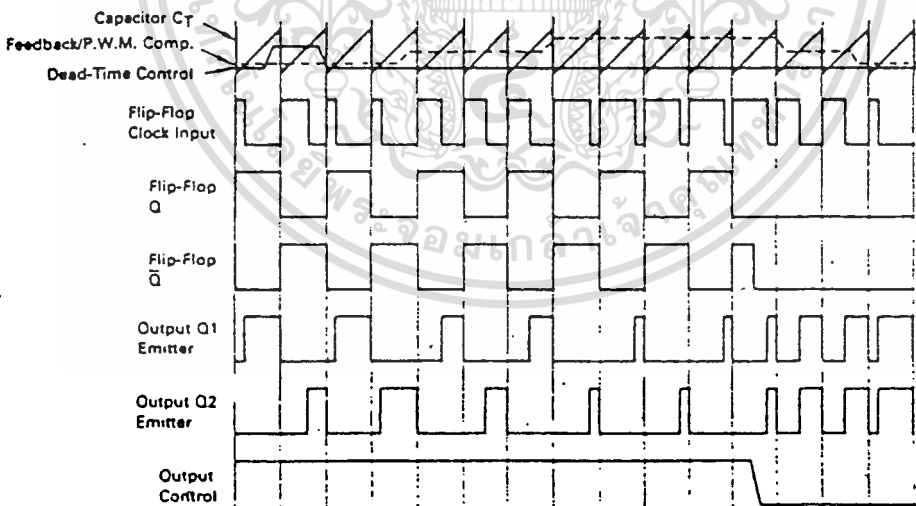 Capacitor CT
Feedback/P.W.M. Comp.
Dead-Time Control
Flip-Flop
Clock Input
Flip-Flop
Q
Flip-Flop
Q̅
Output Q1
Emitter
Output Q2
Emitter
Output
Control